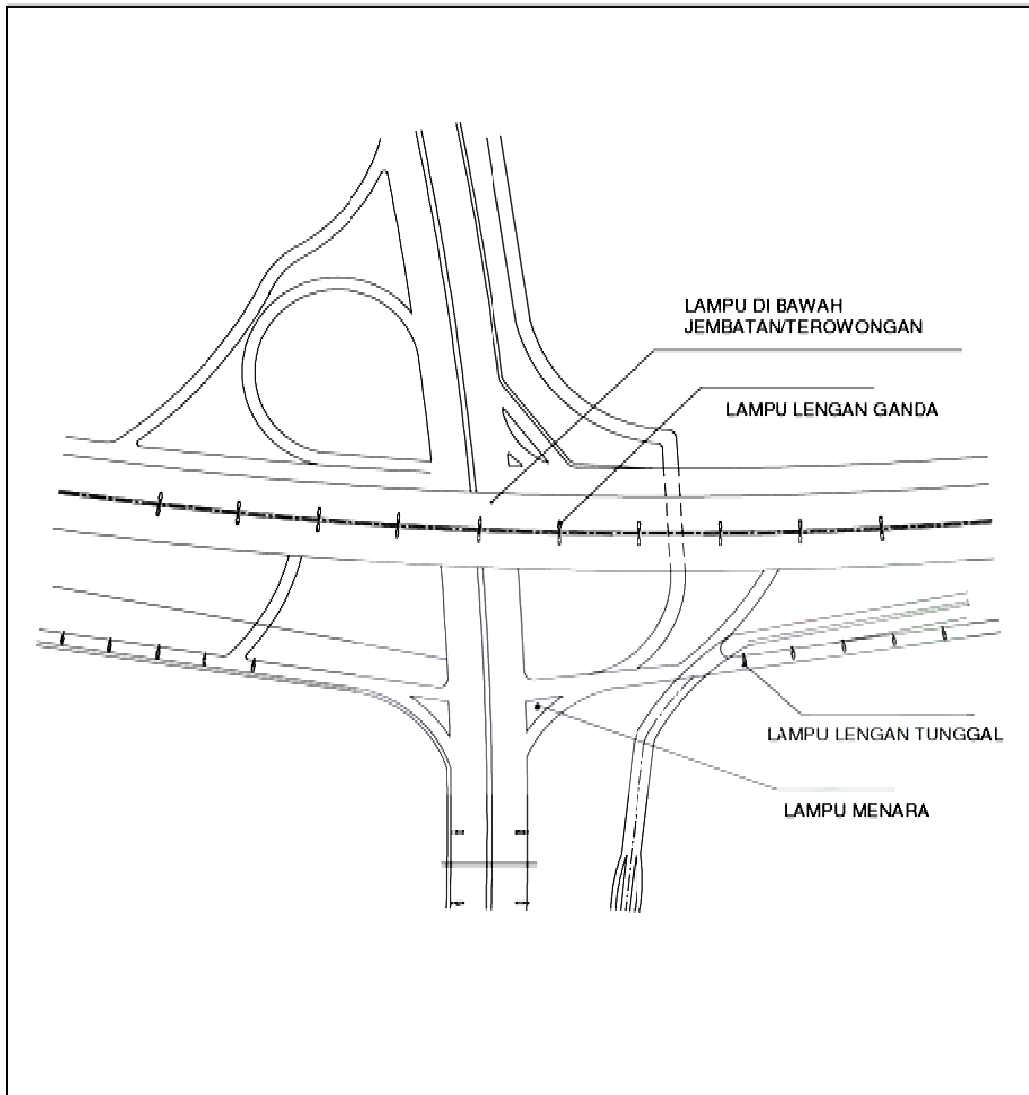 LAMPU DI BAWAH
JEMBATAN/TEROWONGAN
LAMPU LENGAN GANDA
LAMPU LENGAN TUNGGAL
LAMPU MENARA